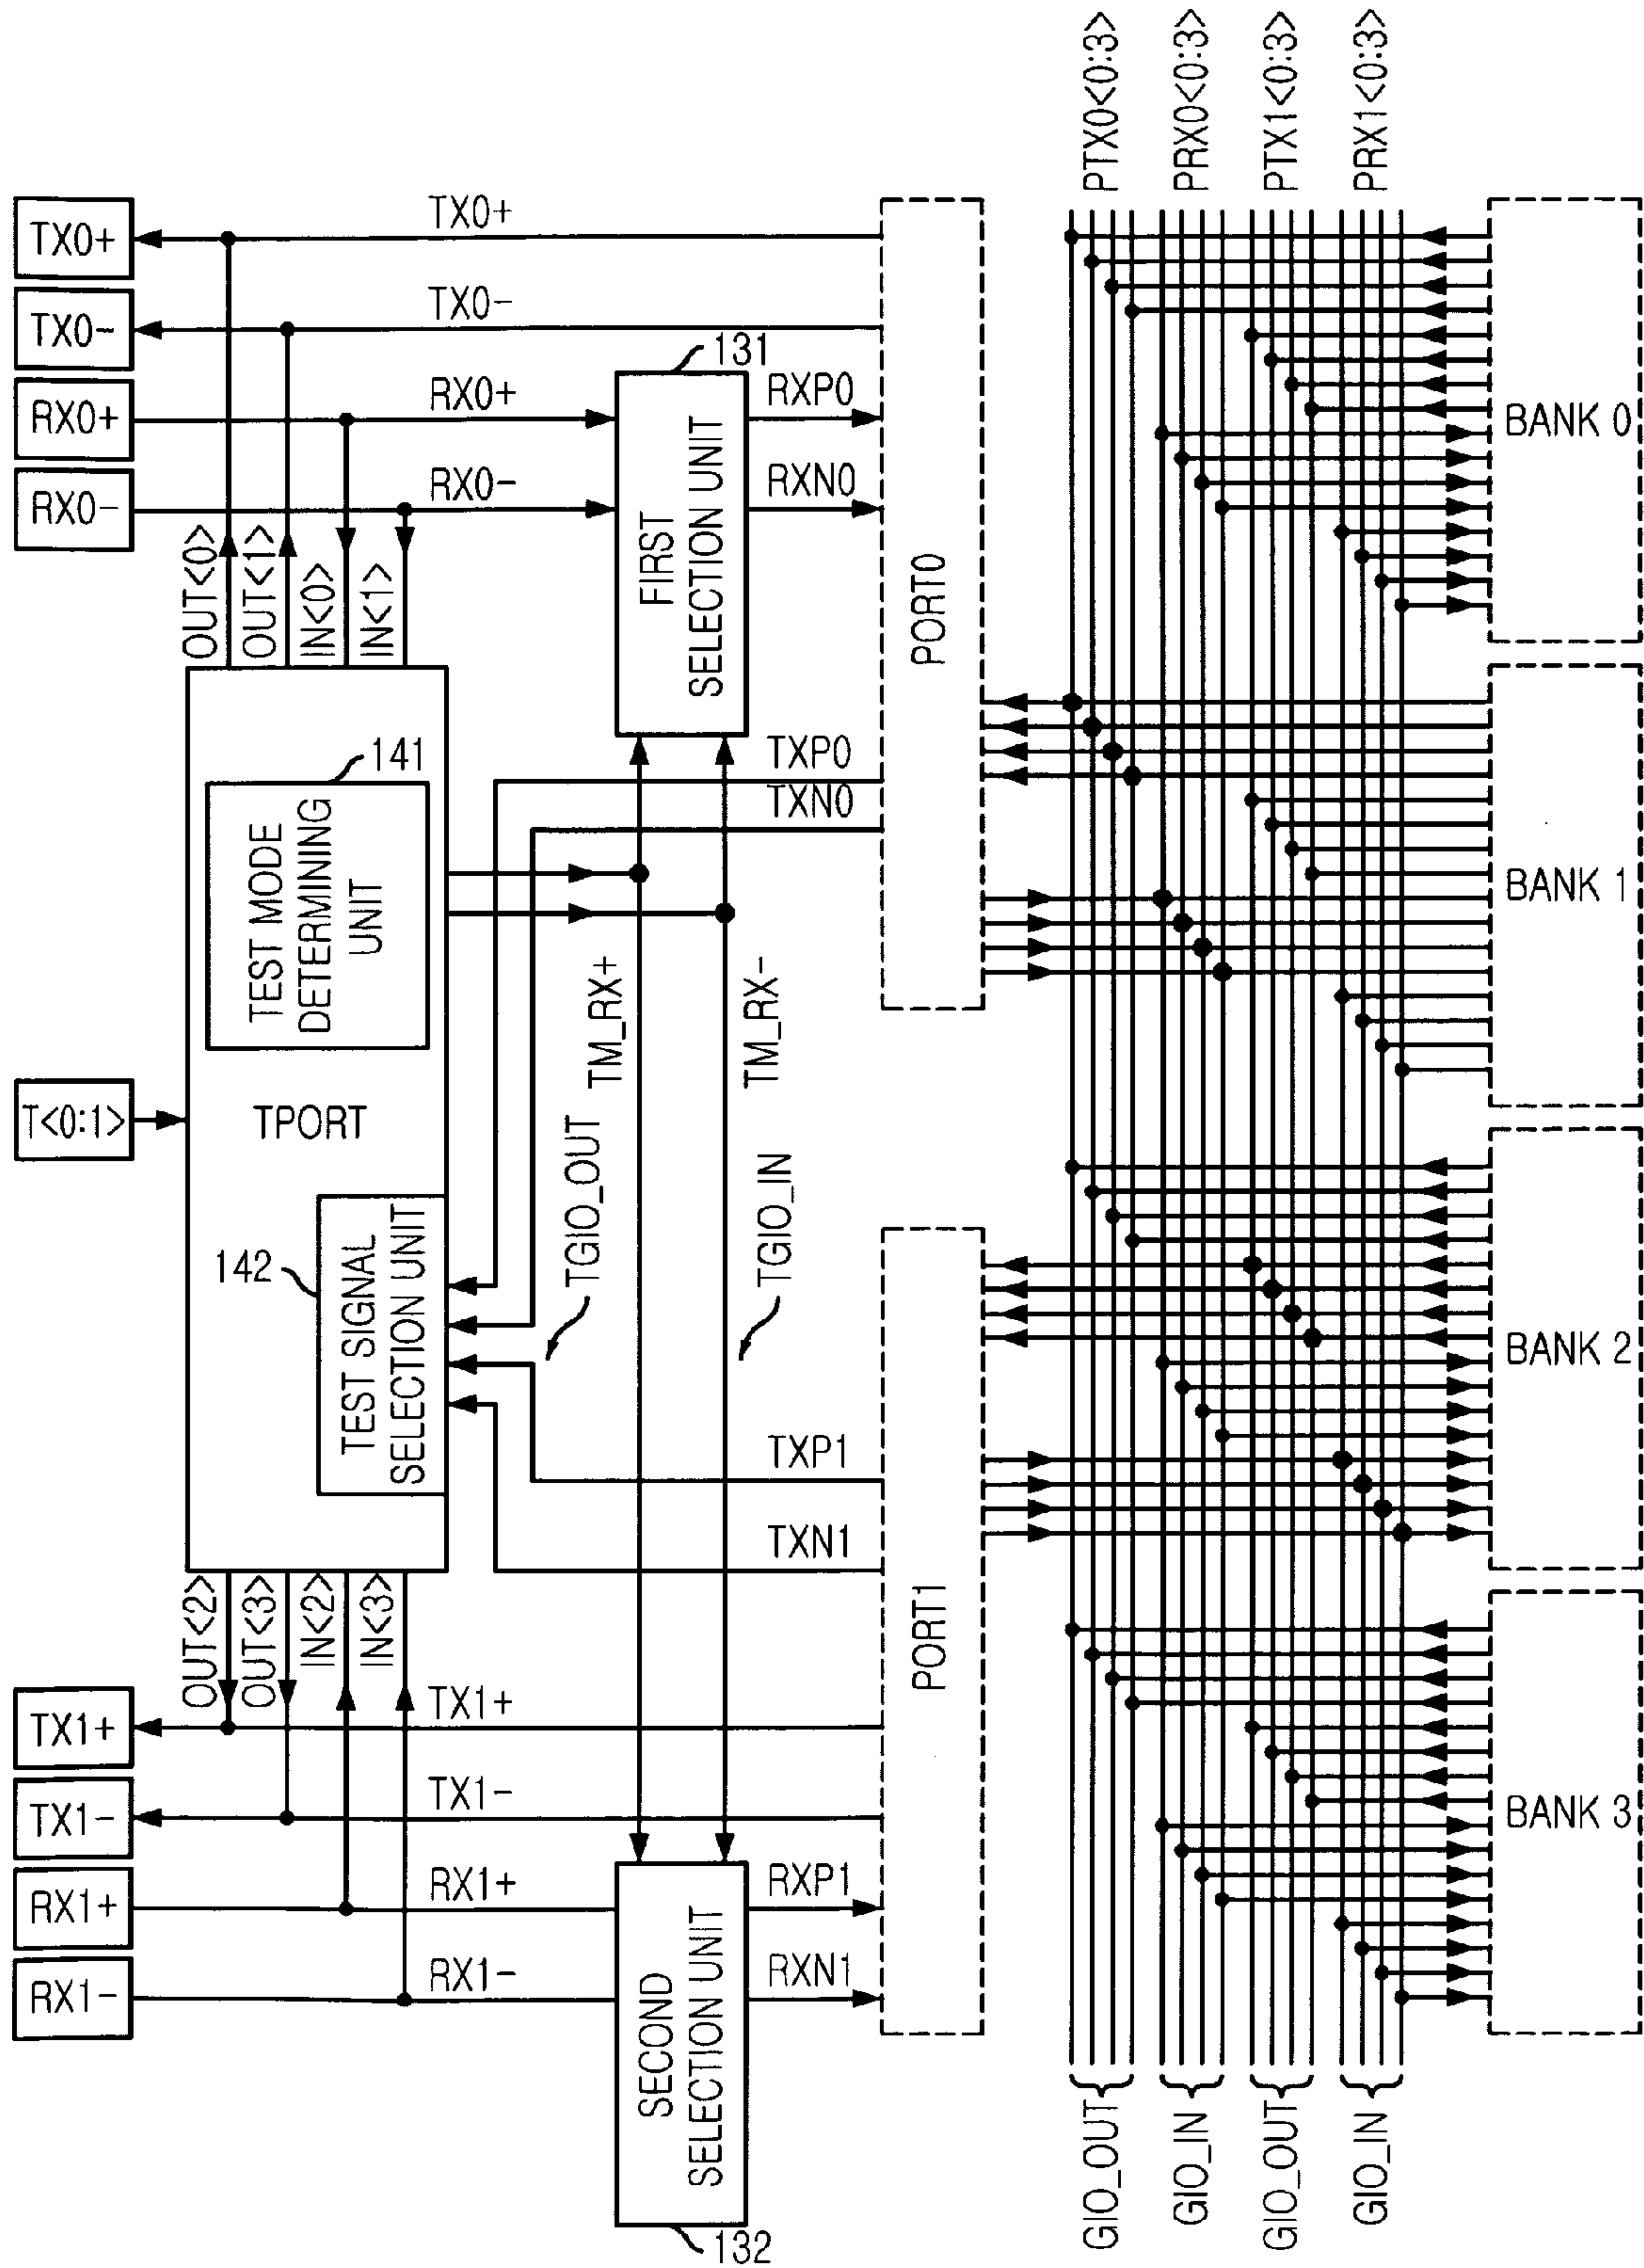 TX0+
TX0-
RX0+
RX0-
T<0:1>
TX1+
TX1-
RX1+
RX1-
OUT<0>
OUT<1>
IN<0>
IN<1>
TX0+
TX0-
RX0+
RX0-
131
FIRST
SELECTION UNIT
RXP0
RXN0
141
TEST MODE
DETERMINING
UNIT
TPORT
142
TEST SIGNAL
SELECTION UNIT
TXP0
TXN0
TM_RX+
TM_RX-
TGIO_OUT
TGIO_IN
TXP1
TXN1
OUT<2>
OUT<3>
IN<2>
IN<3>
TX1+
TX1-
RX1+
RX1-
SECOND
SELECTION UNIT
132
RXP1
RXN1
PORT0
PORT1
PTX0<0:3>
PRX0<0:3>
PTX1<0:3>
PRX1<0:3>
GIO_OUT
GIO_IN
GIO_OUT
GIO_IN
BANK 0
BANK 1
BANK 2
BANK 3